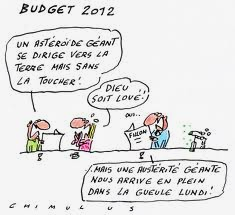 BUDGET 2012
UN ASTÉROÏDE GÉANT
SE DIRIGE VERS LA
TERRE MAIS SANS
LA TOUCHER!
DIEU
SOIT LOUÉ!
OUI...
FILLON
...MAIS UNE AUSTÉRITÉ GÉANTE
NOUS ARRIVE EN PLEIN
DANS LA GUEULE LUNDI!
CHIMULUS